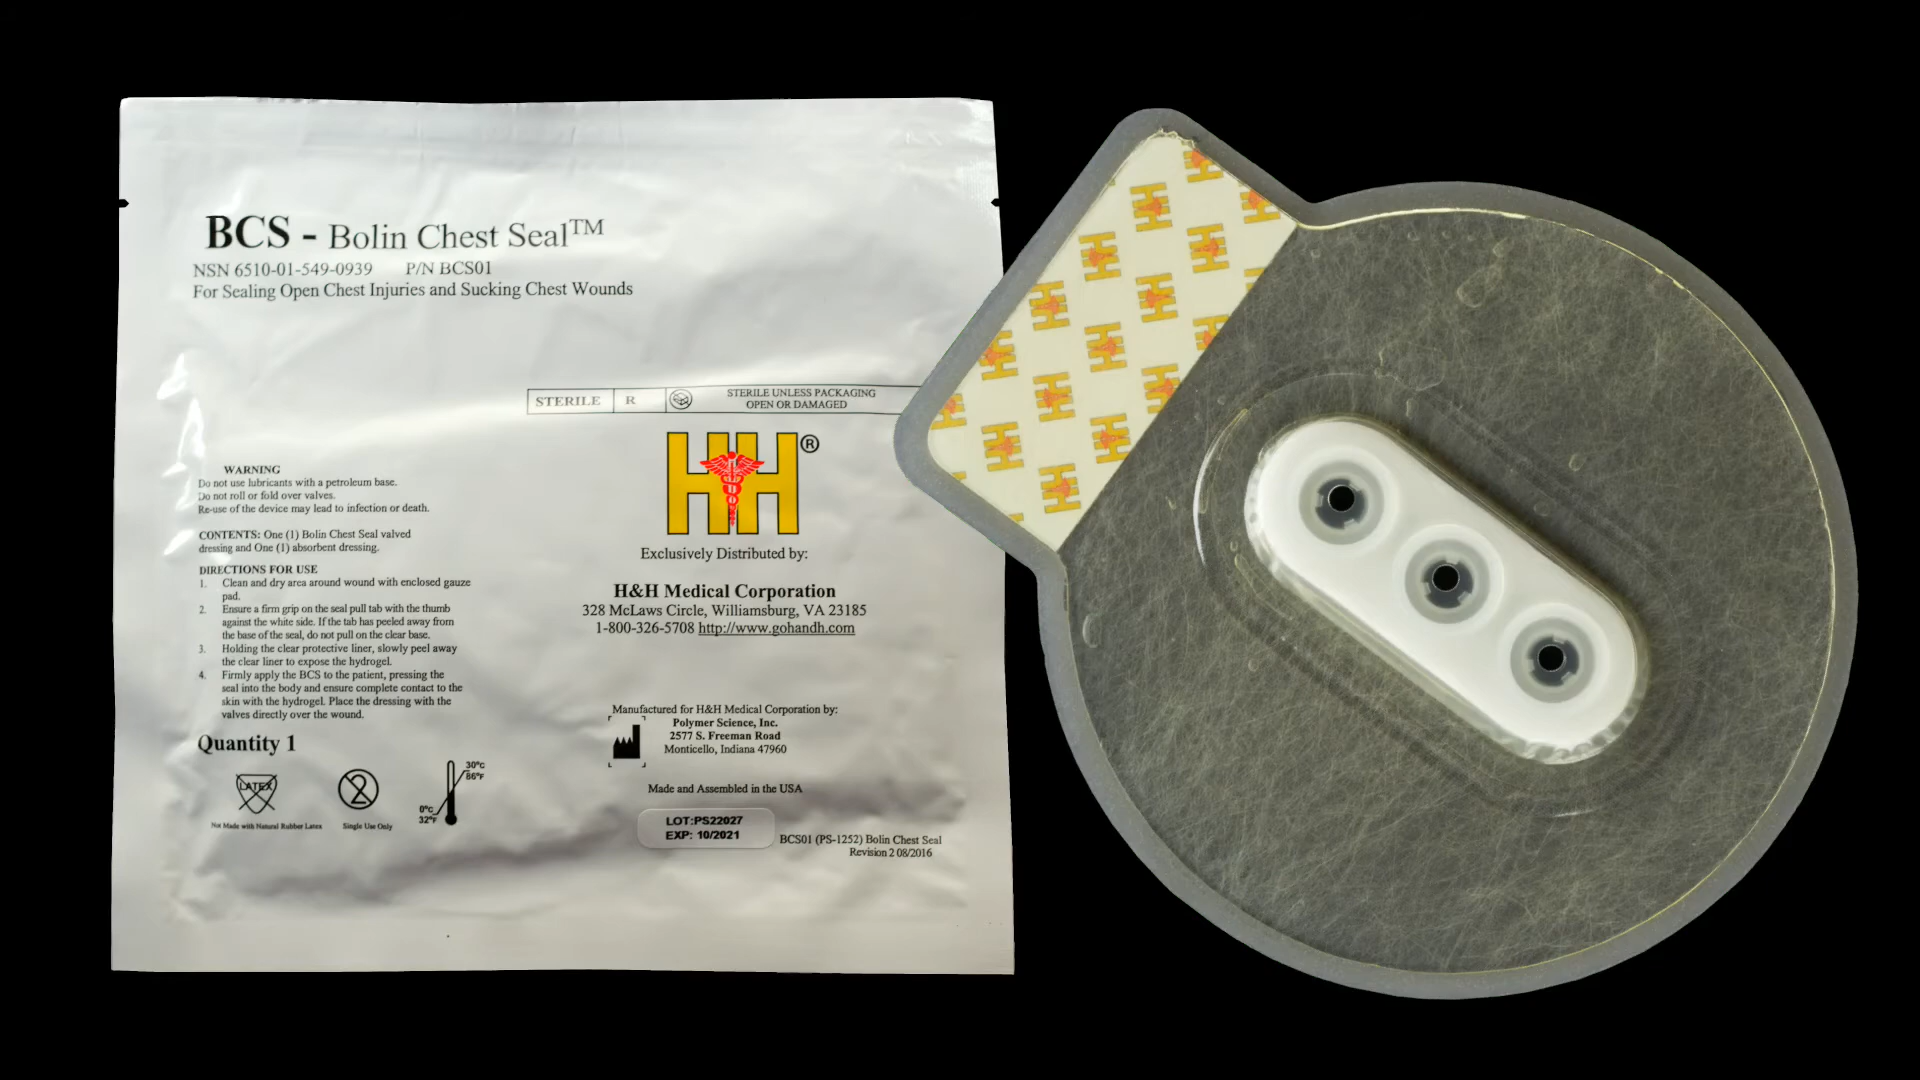 BCS - Bolin Chest Seal™
NSN 6510-01-549-0939 P/N BCS01
For Sealing Open Chest Injuries and Sucking Chest Wounds
STERILE R STERILE UNLESS PACKAGING
OPEN OR DAMAGED
HH®
WARNING
Do not use lubricants with a petroleum base.
Do not roll or fold over valves.
Re-use of the device may lead to infection or death.
CONTENTS: One (1) Bolin Chest Seal valved
dressing and One (1) absorbent dressing.
DIRECTIONS FOR USE
1. Clean and dry area around wound with enclosed gauze
pad.
2. Ensure a firm grip on the seal pull tab with the thumb
against the white side. If the tab has peeled away from
the base of the seal, do not pull on the clear base.
3. Holding the clear protective liner, slowly peel away
the clear liner to expose the hydrogel.
4. Firmly apply the BCS to the patient, pressing the
seal into the body and ensure complete contact to the
skin with the hydrogel. Place the dressing with the
valves directly over the wound.
Quantity 1
LATEX
Not Made with Natural Rubber Latex
2
Single Use Only
30°C
86°F
0°C
32°F
Exclusively Distributed by:
H&H Medical Corporation
328 McLaws Circle, Williamsburg, VA 23185
1-800-326-5708 http://www.gohandh.com
Manufactured for H&H Medical Corporation by:
Polymer Science, Inc.
2577 S. Freeman Road
Monticello, Indiana 47960
Made and Assembled in the USA
LOT:PS22027
EXP: 10/2021
BCS01 (PS-1252) Bolin Chest Seal
Revision 2 08/2016